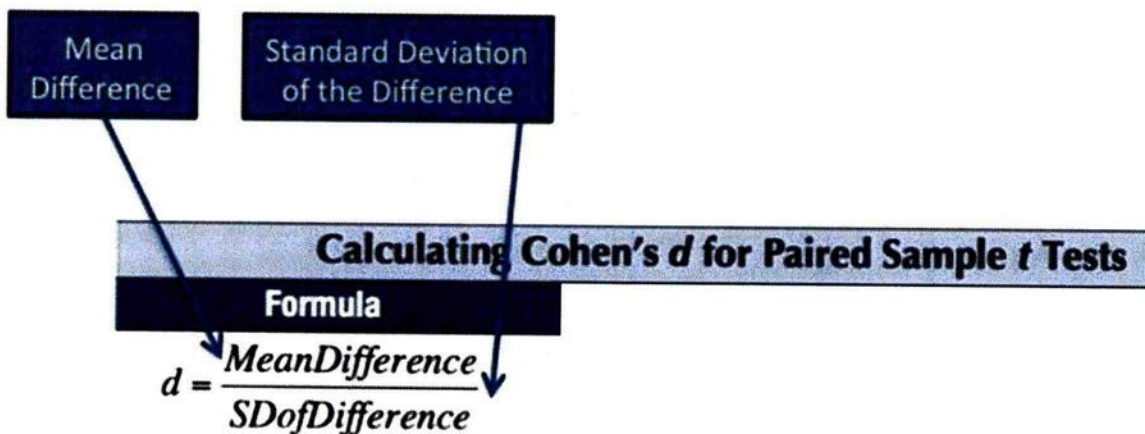 Mean
Difference
Standard Deviation
of the Difference
Calculating Cohen's d for Paired Sample t Tests
Formula
d = MeanDifference
SDofDifference